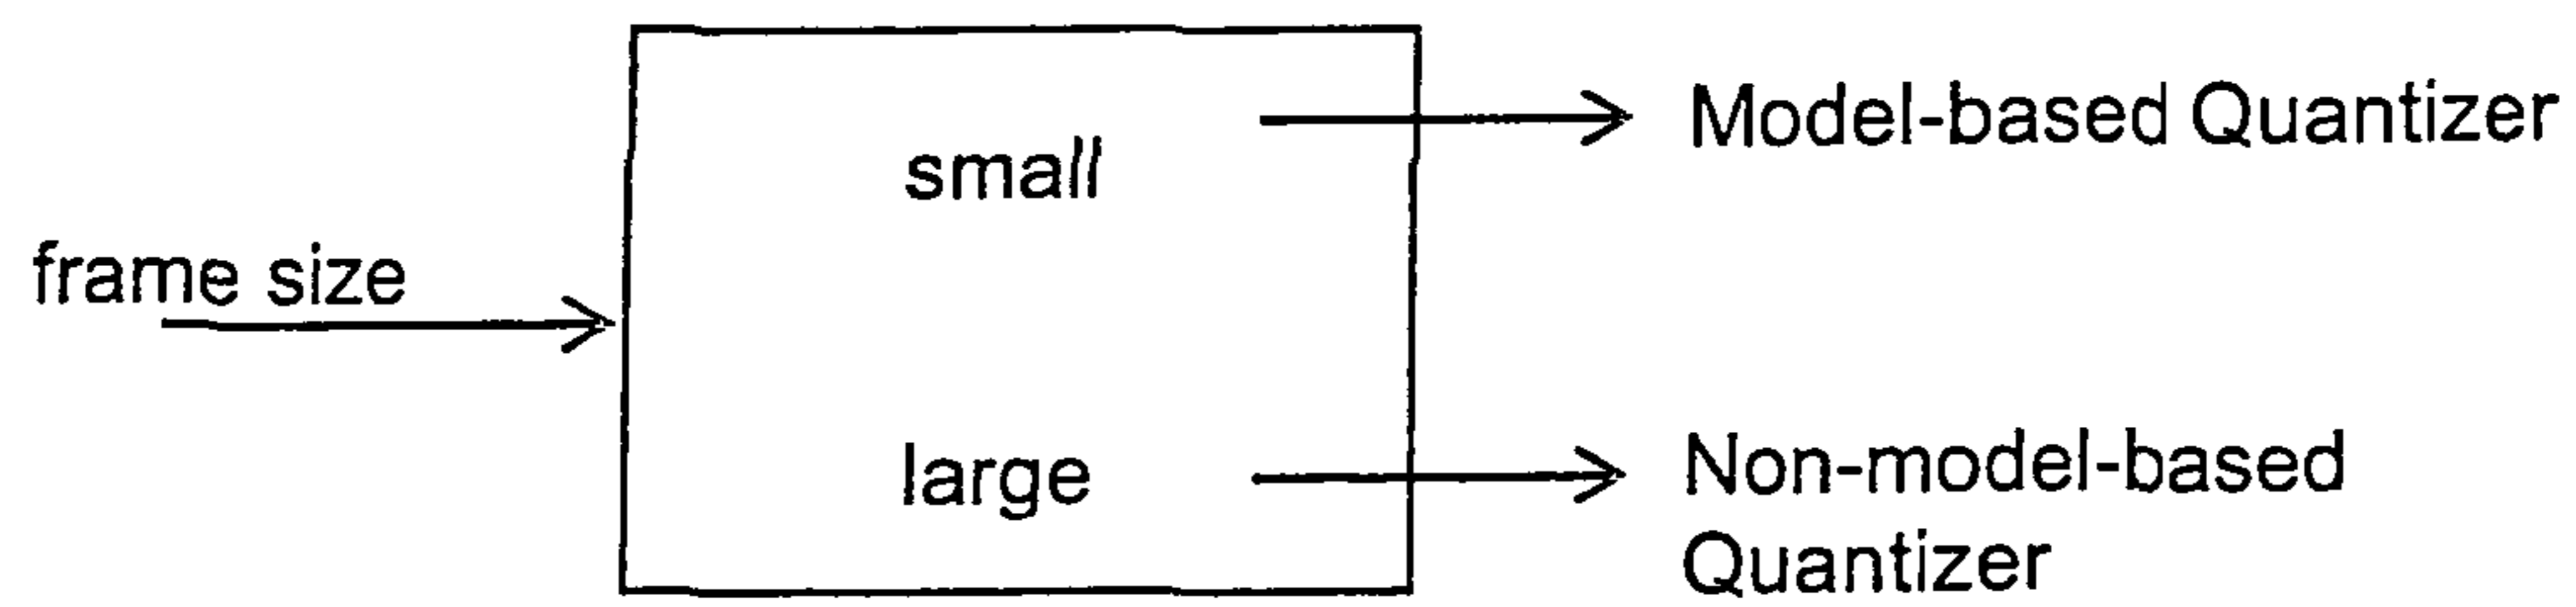 frame size
small
large
Model-based Quantizer
Non-model-based
Quantizer